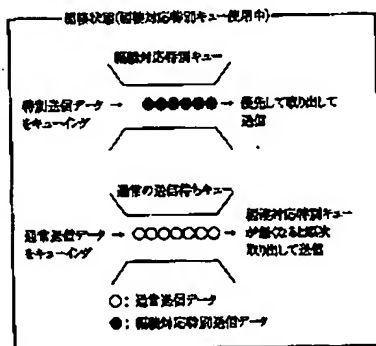 輻輳状態(輻輳対応特別キュー使用中)
輻輳対応特別キュー
特別送信データ
をキューイング
→ ●●●●●● →
優先して取り出して
送信
通常の送信待ちキュー
通常送信データ
をキューイング
→ ○○○○○○○ →
輻輳対応特別キュー
が無くなると順次
取り出して送信
○: 通常送信データ
●: 輻輳対応特別送信データ